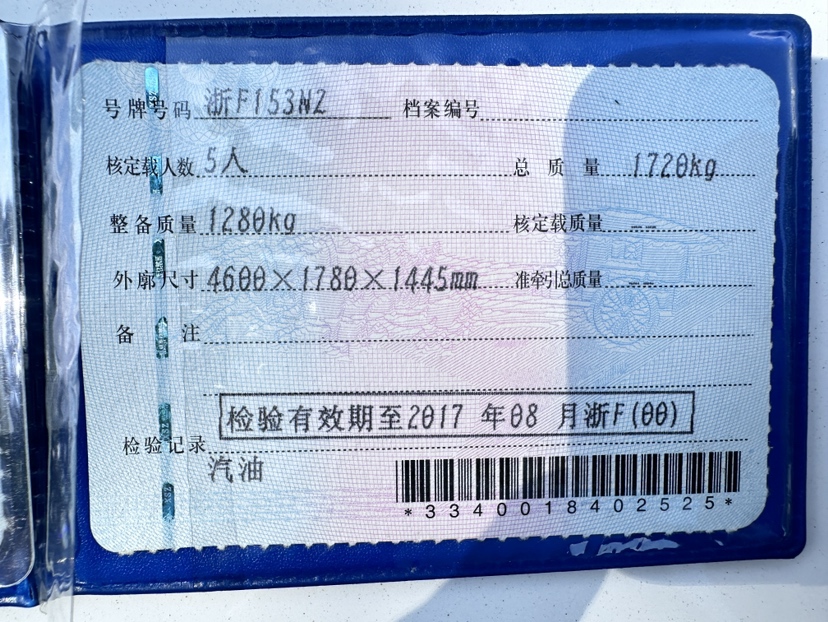 号牌号码 浙F153N2 档案编号
核定载人数 5人 总质量 1720kg
整备质量 1280kg 核定载质量 --
外廓尺寸 4600×1780×1445mm 准牵引总质量 --
备注
检验有效期至2017年08月浙F(00)
检验记录
汽油
*3340018402525*